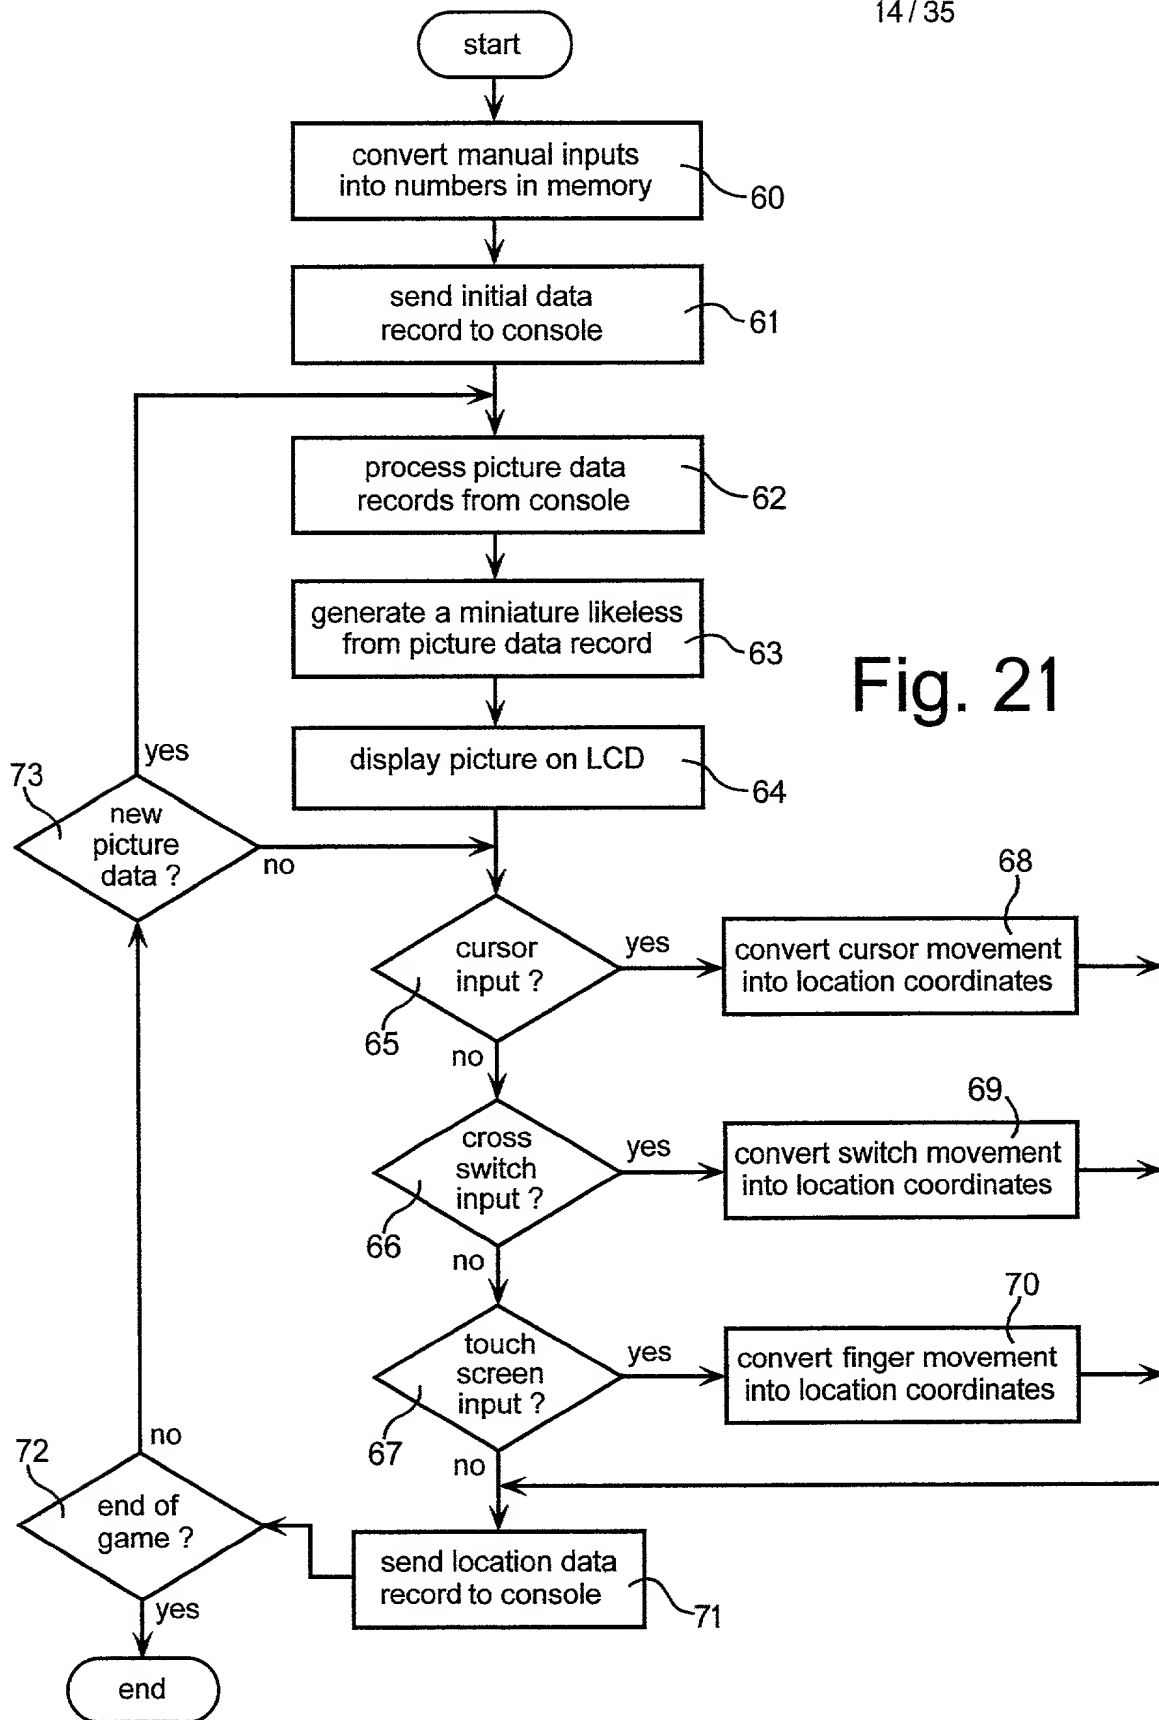 14 / 35
start
convert manual inputs
into numbers in memory
60
send initial data
record to console
61
process picture data
records from console
62
generate a miniature likeless
from picture data record
63
Fig. 21
display picture on LCD
64
73
yes
new
picture
data ?
no
cursor
input ?
65
yes
no
68
convert cursor movement
into location coordinates
cross
switch
input ?
66
yes
no
69
convert switch movement
into location coordinates
touch
screen
input ?
67
yes
no
70
convert finger movement
into location coordinates
72
no
end of
game ?
yes
send location data
record to console
71
end